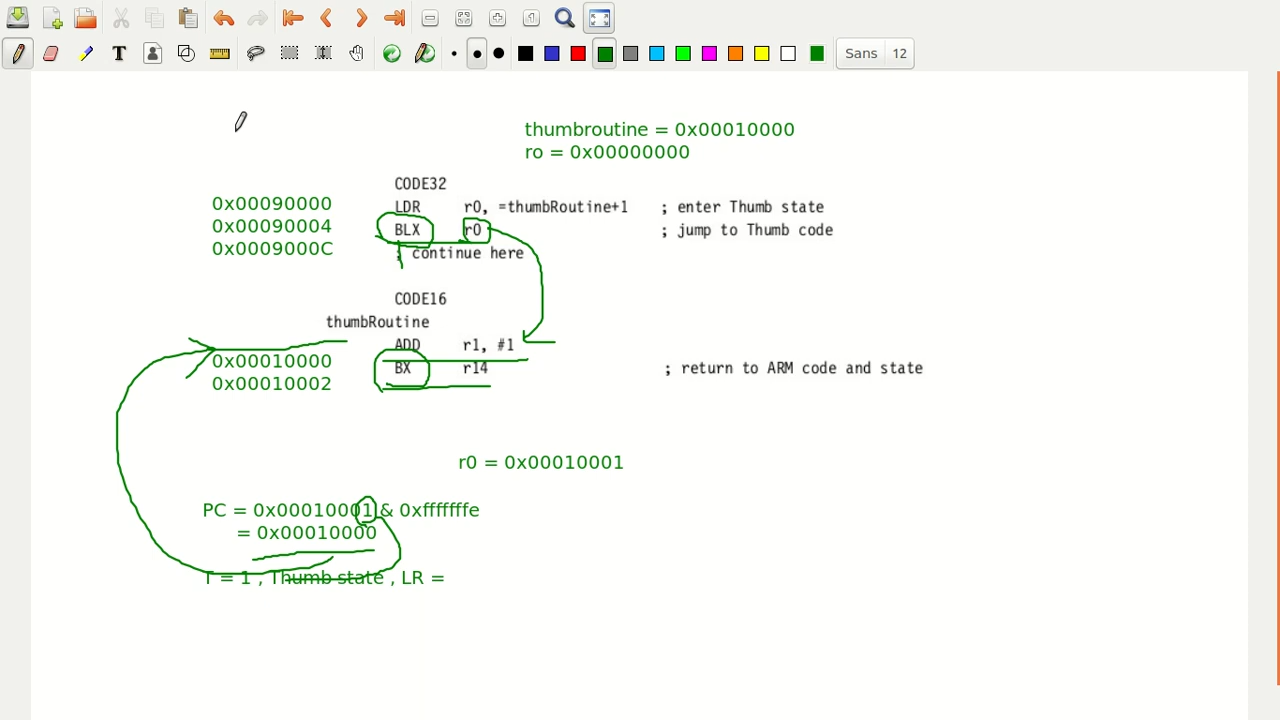 Sans 12
thumbroutine = 0x00010000
ro = 0x00000000
CODE32
0x00090000 LDR r0, =thumbRoutine+1 ; enter Thumb state
0x00090004 BLX r0 ; jump to Thumb code
0x0009000C ; continue here
CODE16
thumbRoutine
ADD r1, #1
0x00010000
BX r14 ; return to ARM code and state
0x00010002
r0 = 0x00010001
PC = 0x00010001 & 0xfffffffe
= 0x00010000
T = 1 , Thumb state , LR =